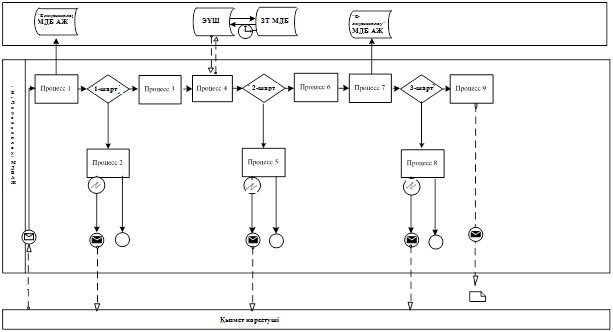 МДБ АЖ
ЭҮШ
ЗТ МДБ
МДБ АЖ
Процесс 1
1-шарт
Процесс 3
Процесс 4
2-шарт
Процесс 6
Процесс 7
3-шарт
Процесс 9
Процесс 2
Процесс 5
Процесс 8
Қызмет көрсетуші